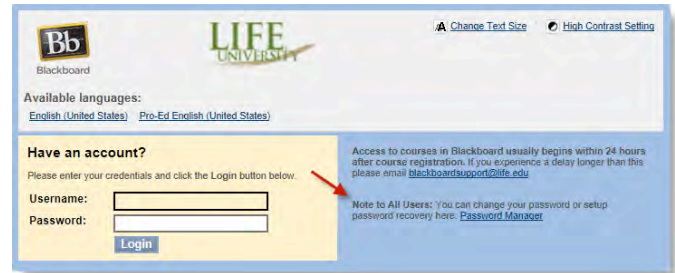 Bb
Blackboard
LIFE
UNIVERSITY
A Change Text Size High Contrast Setting
Available languages:
English (United States) Pro-Ed English (United States)
Have an account?
Please enter your credentials and click the Login button below.
Username:
Password:
Login
Access to courses in Blackboard usually begins within 24 hours
after course registration. If you experience a delay longer than this
please email blackboardsupport@life.edu
Note to All Users: You can change your password or setup
password recovery here: Password Manager